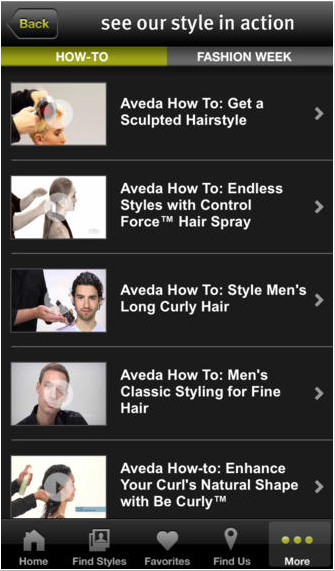 Back
see our style in action
HOW-TO
FASHION WEEK
Aveda How To: Get a
Sculpted Hairstyle
Aveda How To: Endless
Styles with Control
Force™ Hair Spray
Aveda How To: Style Men's
Long Curly Hair
Aveda How To: Men's
Classic Styling for Fine
Hair
Aveda How-to: Enhance
Your Curl's Natural Shape
with Be Curly™
Home
Find Styles
Favorites
Find Us
More